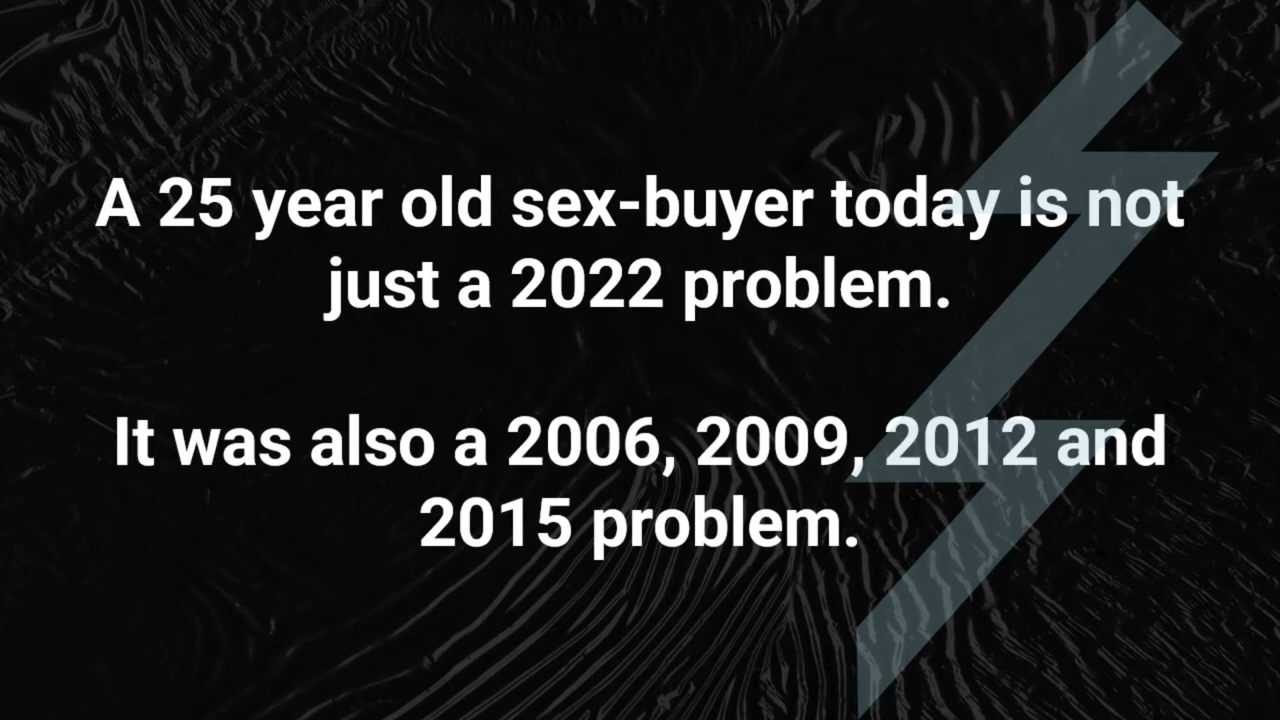 A 25 year old sex-buyer today is not
just a 2022 problem.
It was also a 2006, 2009, 2012 and
2015 problem.